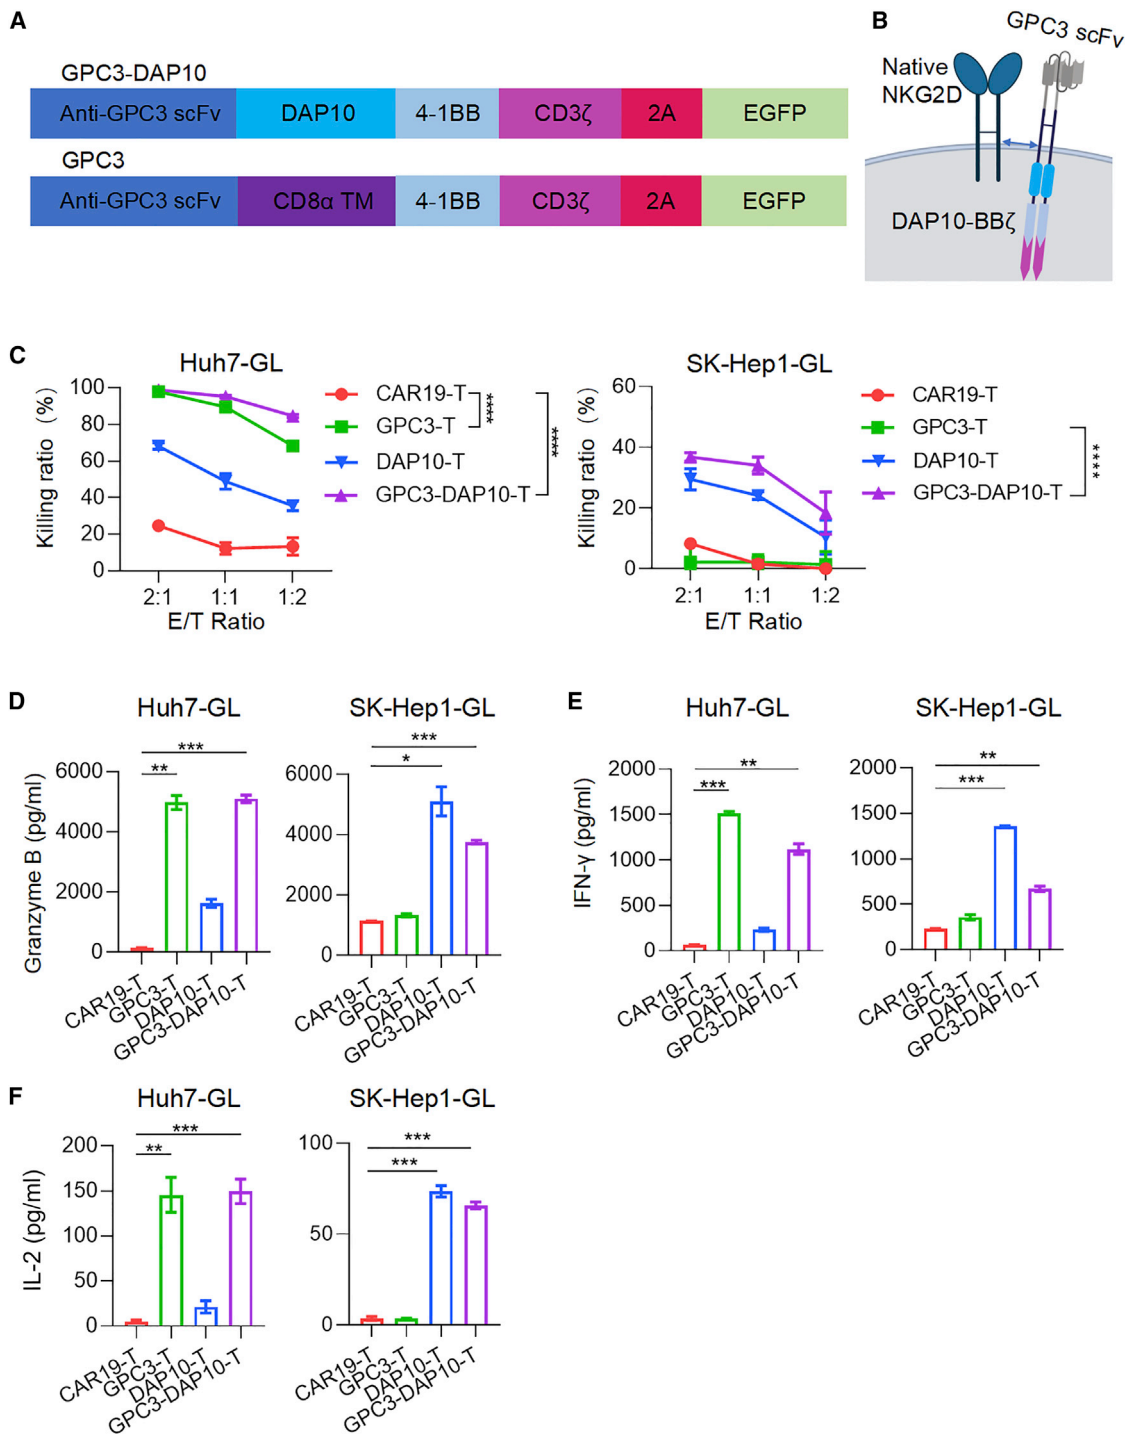 A
GPC3-DAP10
Anti-GPC3 scFv DAP10 4-1BB CD3ζ 2A EGFP
GPC3
Anti-GPC3 scFv CD8α TM 4-1BB CD3ζ 2A EGFP
B
GPC3 scFv
Native
NKG2D
DAP10-BBζ
C
Huh7-GL
Killing ratio (%)
100
80
60
40
20
0
2:1 1:1 1:2
E/T Ratio
CAR19-T
GPC3-T
DAP10-T
GPC3-DAP10-T
****
****
SK-Hep1-GL
Killing ratio (%)
60
40
20
0
2:1 1:1 1:2
E/T Ratio
CAR19-T
GPC3-T
DAP10-T
GPC3-DAP10-T
****
D
Huh7-GL
Granzyme B (pg/ml)
***
**
6000
4000
2000
0
CAR19-T
GPC3-T
DAP10-T
GPC3-DAP10-T
SK-Hep1-GL
***
*
6000
4000
2000
0
CAR19-T
GPC3-T
DAP10-T
GPC3-DAP10-T
E
Huh7-GL
IFN-γ (pg/ml)
**
***
2000
1500
1000
500
0
CAR19-T
GPC3-T
DAP10-T
GPC3-DAP10-T
SK-Hep1-GL
**
***
2000
1500
1000
500
0
CAR19-T
GPC3-T
DAP10-T
GPC3-DAP10-T
F
Huh7-GL
IL-2 (pg/ml)
***
**
200
150
100
50
0
CAR19-T
GPC3-T
DAP10-T
GPC3-DAP10-T
SK-Hep1-GL
***
***
100
50
0
CAR19-T
GPC3-T
DAP10-T
GPC3-DAP10-T